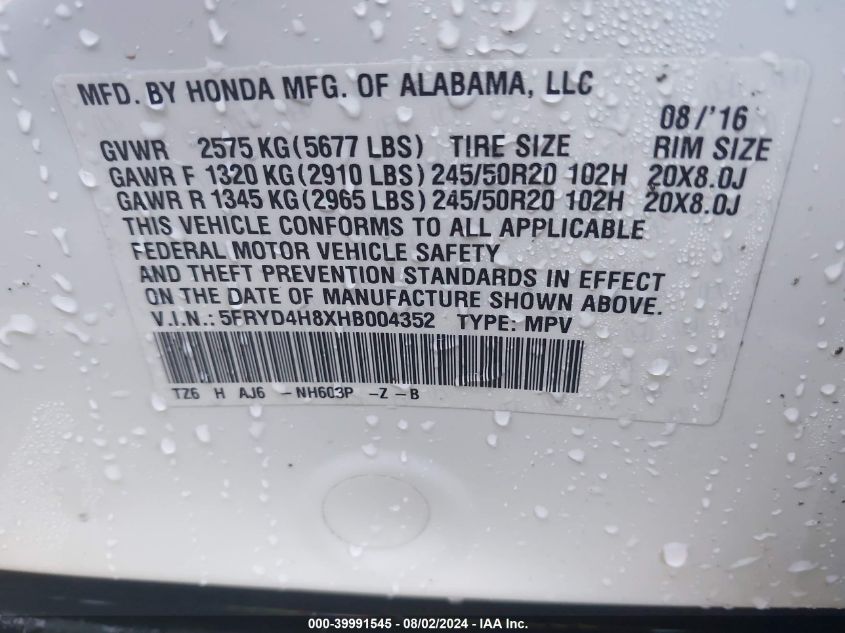 MFD. BY HONDA MFG. OF ALABAMA, LLC
08/'16
GVWR 2575 KG(5677 LBS) TIRE SIZE RIM SIZE
GAWR F 1320 KG(2910 LBS) 245/50R20 102H 20X8.0J
GAWR R 1345 KG(2965 LBS) 245/50R20 102H 20X8.0J
THIS VEHICLE CONFORMS TO ALL APPLICABLE
FEDERAL MOTOR VEHICLE SAFETY
AND THEFT PREVENTION STANDARDS IN EFFECT
ON THE DATE OF MANUFACTURE SHOWN ABOVE.
V.I.N.: 5FRYD4H8XHB004352 TYPE: MPV
TZ6 H AJ6 -NH603P -Z -B
000-39991545 - 08/02/2024 - IAA Inc.